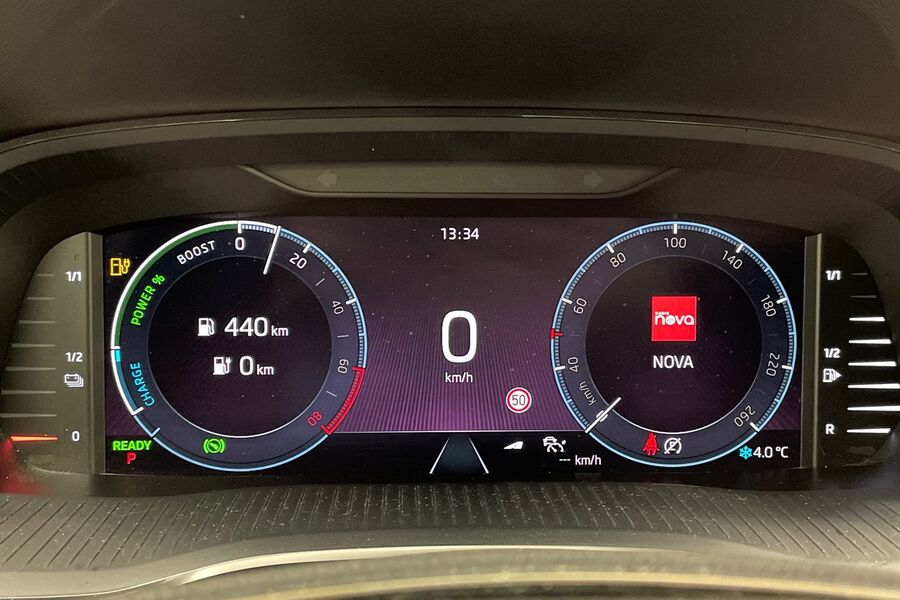 13:34
1/1
1/2
0
POWER %
BOOST
CHARGE
0
20
40
60
80
440 km
0 km
READY
P
0
km/h
50
--- km/h
km/h
40
60
80
100
140
180
220
260
RADIO
nova
NOVA
4.0 °C
1/1
1/2
R